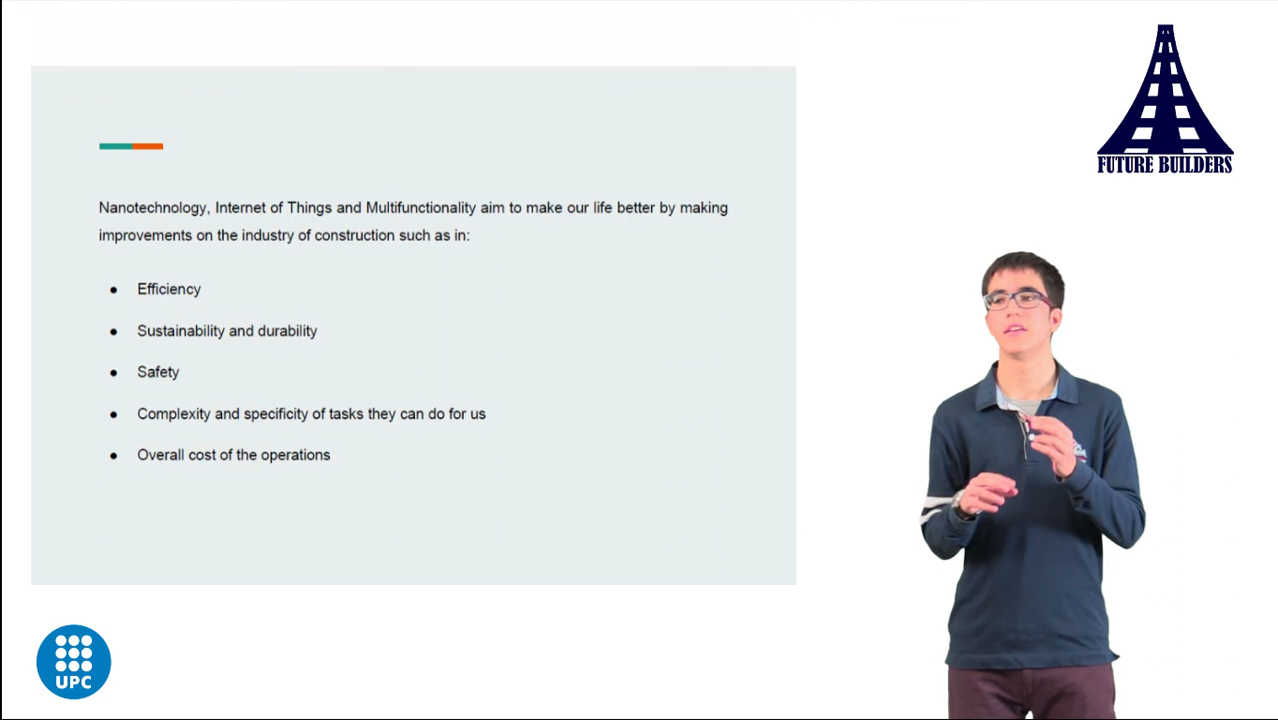 FUTURE BUILDERS
Nanotechnology, Internet of Things and Multifunctionality aim to make our life better by making
improvements on the industry of construction such as in:
● Efficiency
● Sustainability and durability
● Safety
● Complexity and specificity of tasks they can do for us
● Overall cost of the operations
UPC